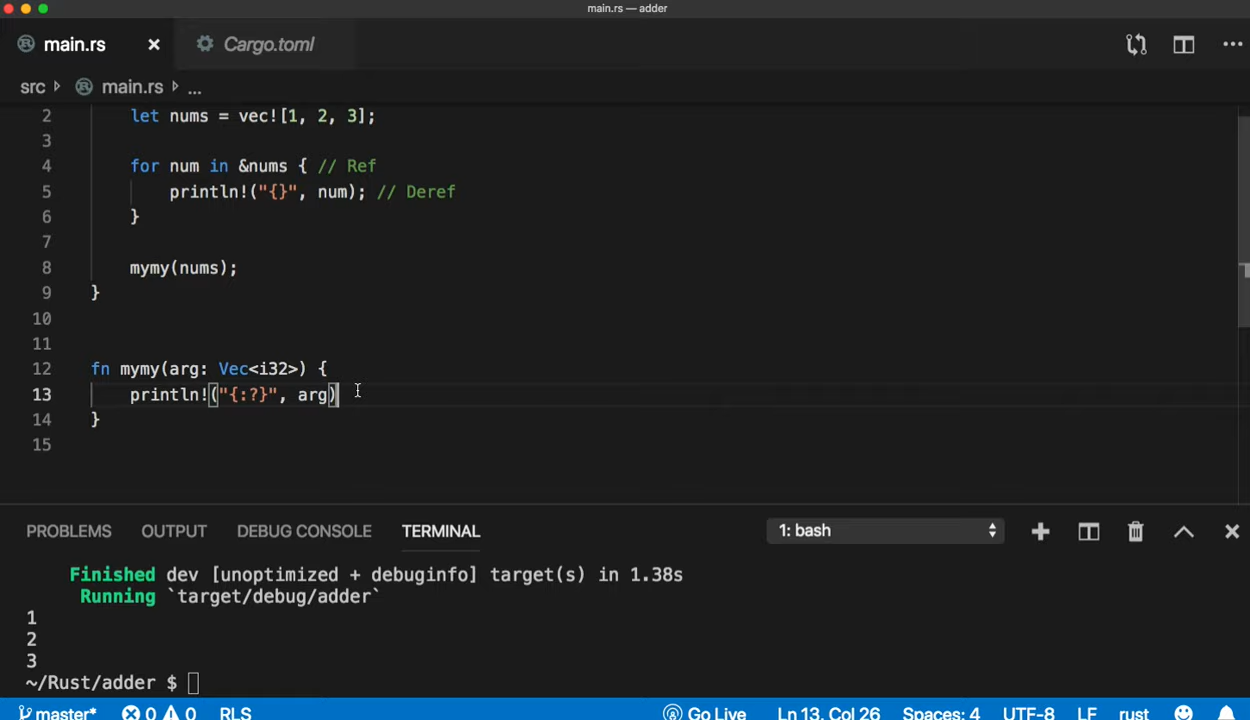 main.rs — adder
main.rs × Cargo.toml ...
src main.rs ...
2 let nums = vec![1, 2, 3];
3
4 for num in &nums { // Ref
5 println!("{}", num); // Deref
6 }
7
8 mymy(nums);
9 }
10
11
12 fn mymy(arg: Vec<i32>) {
13 println!("{:?}", arg)
14 }
15
PROBLEMS OUTPUT DEBUG CONSOLE TERMINAL 1: bash
Finished dev [unoptimized + debuginfo] target(s) in 1.38s
Running `target/debug/adder`
1
2
3
~/Rust/adder $
master* 0 0 RLS Go Live Ln 13, Col 26 Spaces: 4 UTF-8 LF rust